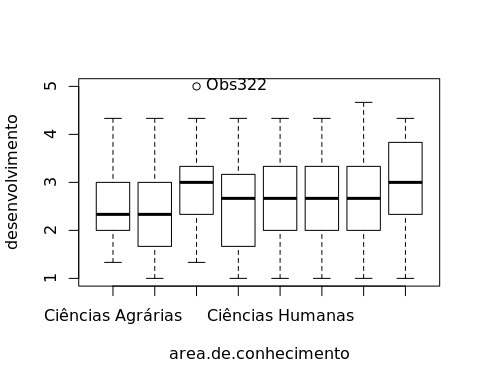 5
Obs322
4
3
2
1
desenvolvimento
Ciências Agrárias
Ciências Humanas
area.de.conhecimento